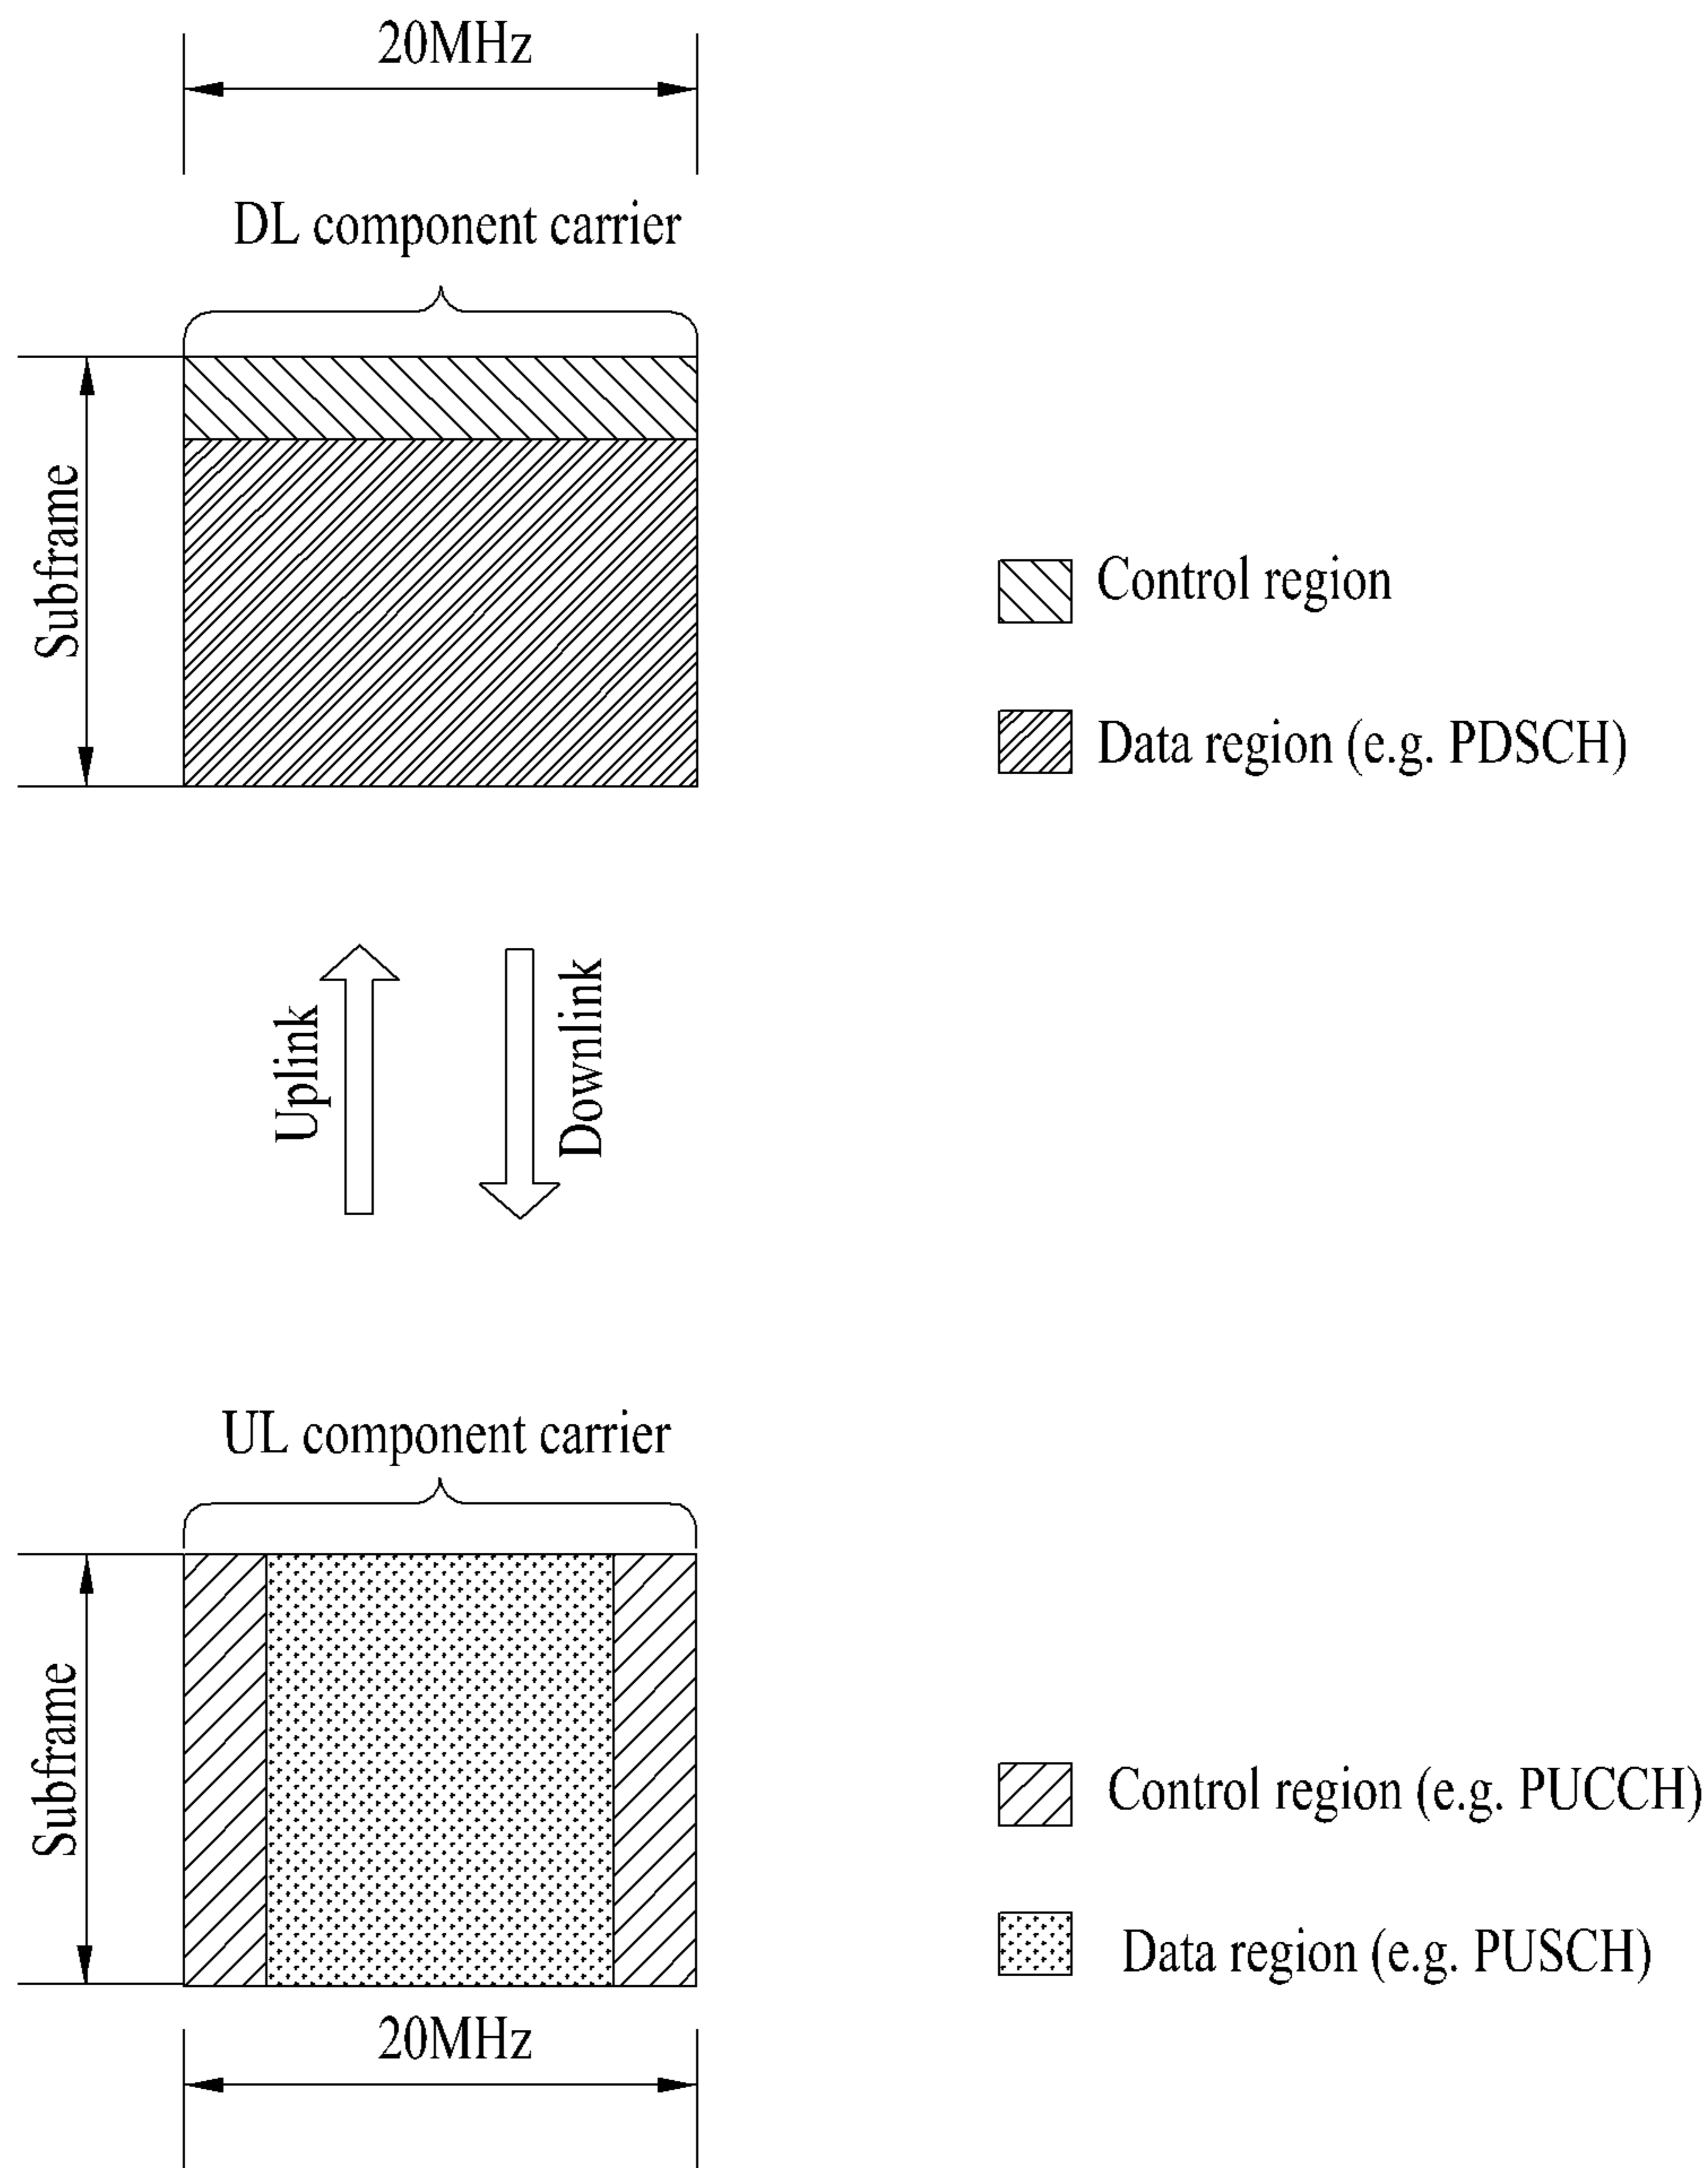 20MHz
DL component carrier
Subframe
Control region
Data region (e.g. PDSCH)
Uplink
Downlink
UL component carrier
Subframe
Control region (e.g. PUCCH)
Data region (e.g. PUSCH)
20MHz